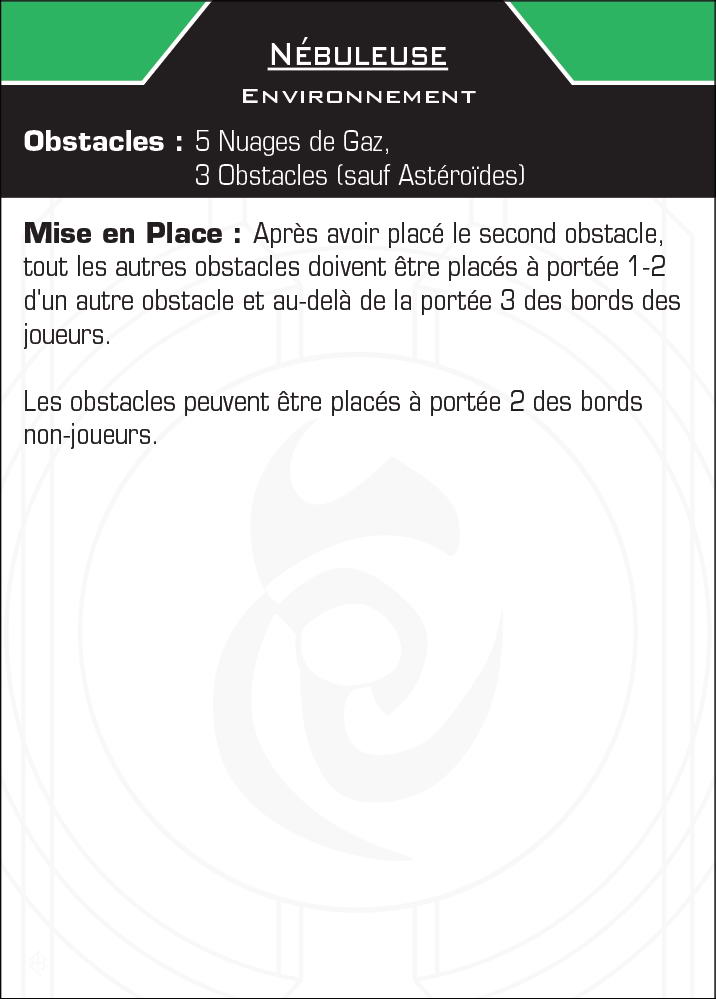 Nébuleuse
Environnement
Obstacles : 5 Nuages de Gaz,
3 Obstacles (sauf Astéroïdes)
Mise en Place : Après avoir placé le second obstacle,
tout les autres obstacles doivent être placés à portée 1-2
d'un autre obstacle et au-delà de la portée 3 des bords des
joueurs.
Les obstacles peuvent être placés à portée 2 des bords
non-joueurs.